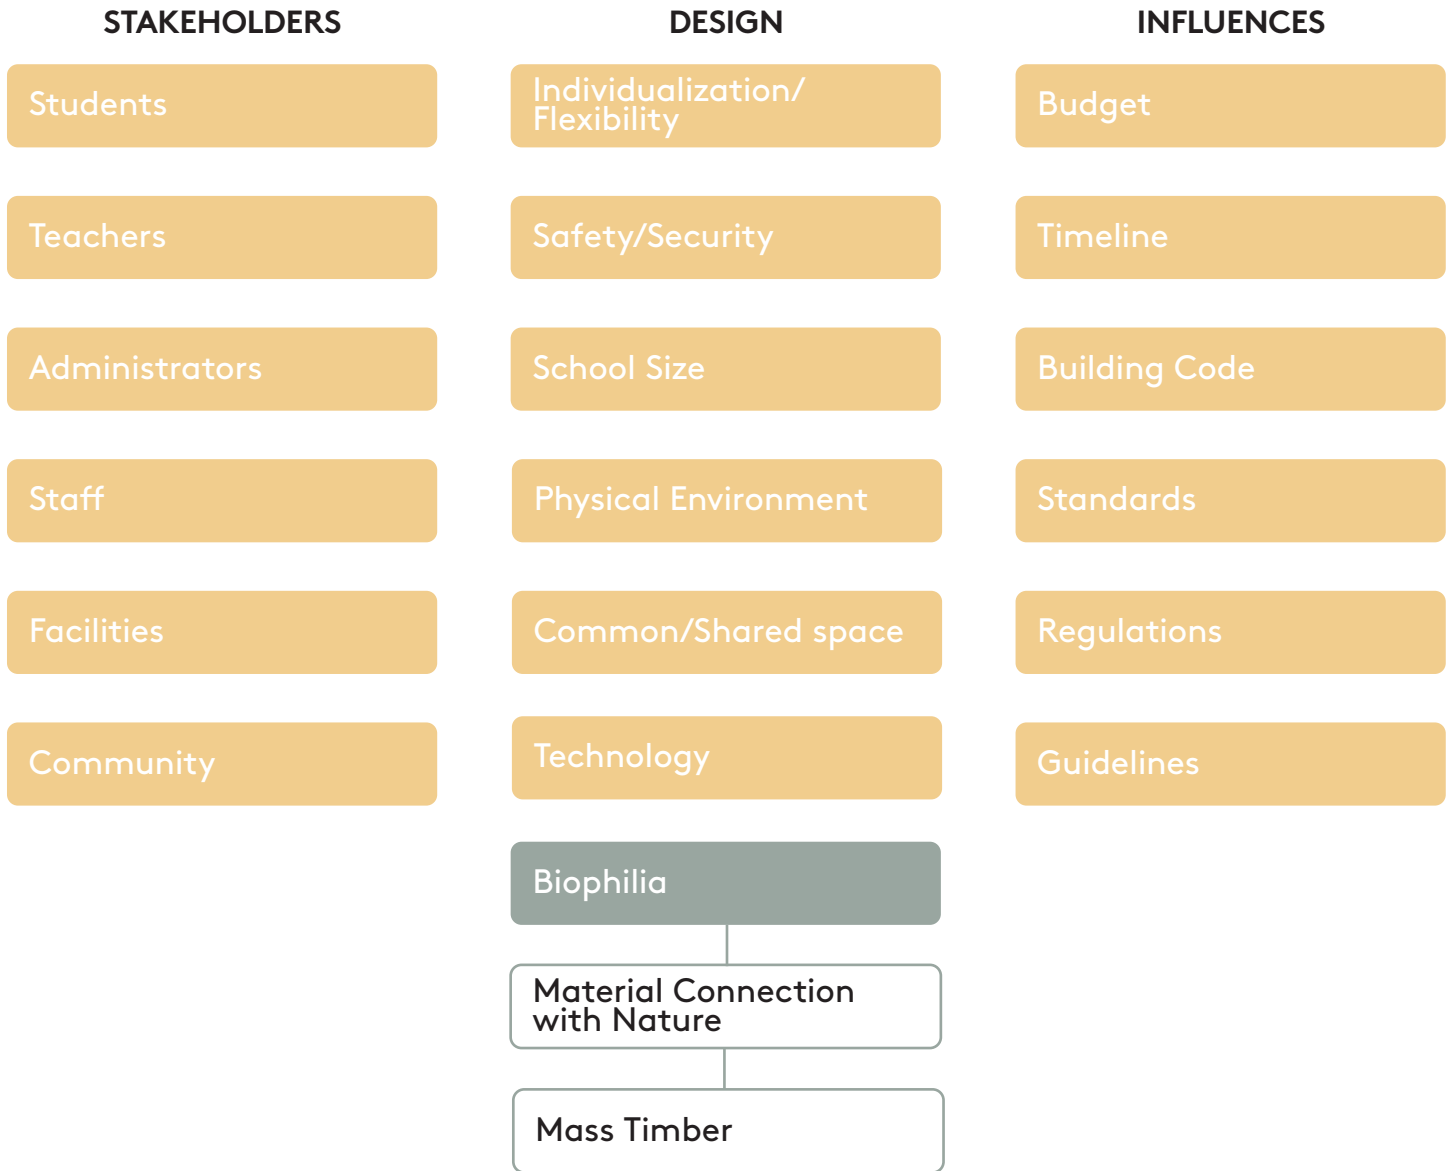 STAKEHOLDERS
Students
Teachers
Administrators
Staff
Facilities
Community
DESIGN
Individualization/
Flexibility
Safety/Security
School Size
Physical Environment
Common/Shared space
Technology
Biophilia
Material Connection
with Nature
Mass Timber
INFLUENCES
Budget
Timeline
Building Code
Standards
Regulations
Guidelines